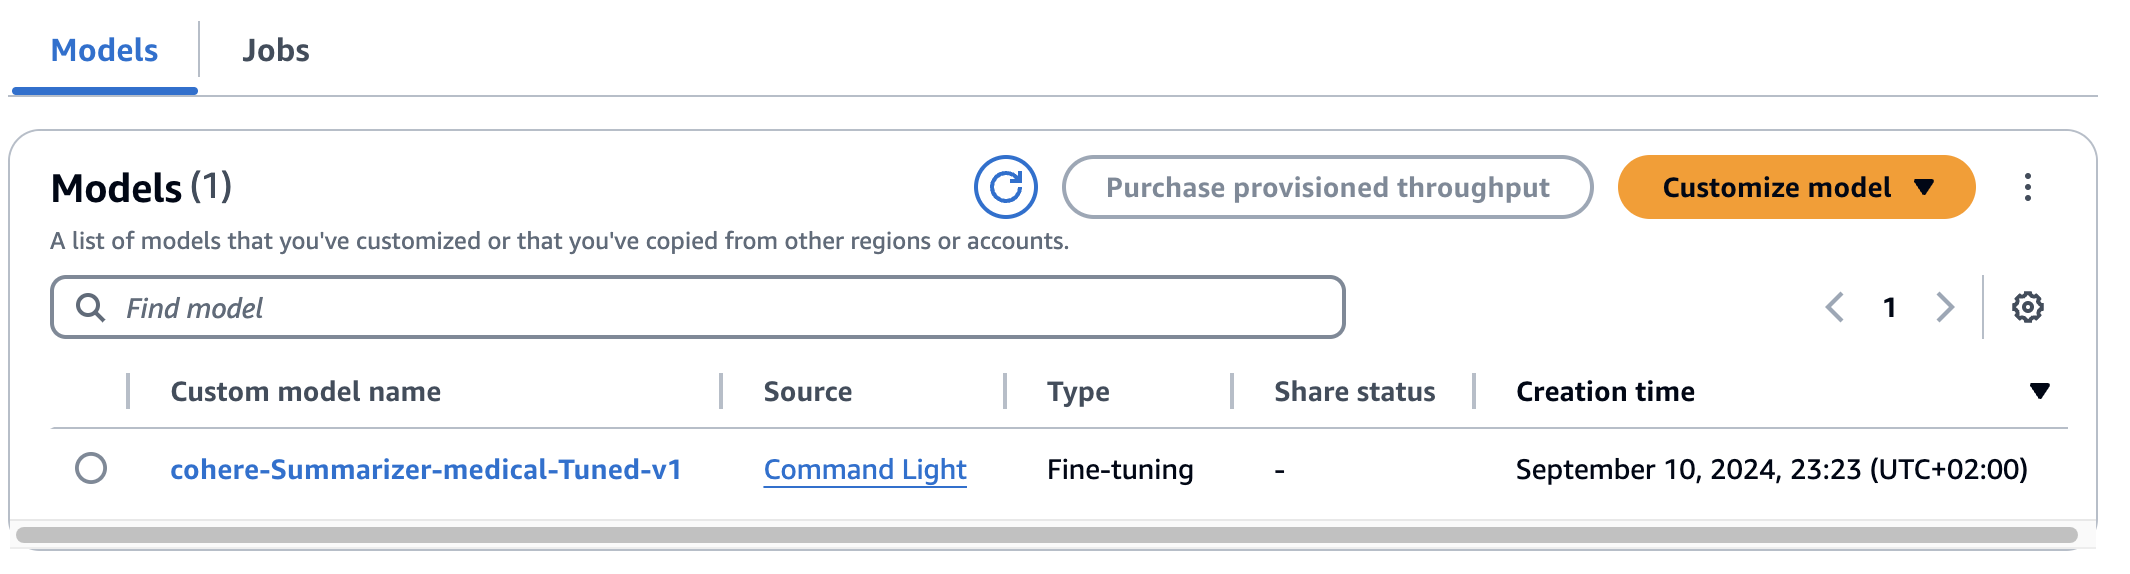 Models Jobs
Models (1) Purchase provisioned throughput Customize model
A list of models that you've customized or that you've copied from other regions or accounts.
Find model 1
Custom model name Source Type Share status Creation time
cohere-Summarizer-medical-Tuned-v1 Command Light Fine-tuning - September 10, 2024, 23:23 (UTC+02:00)